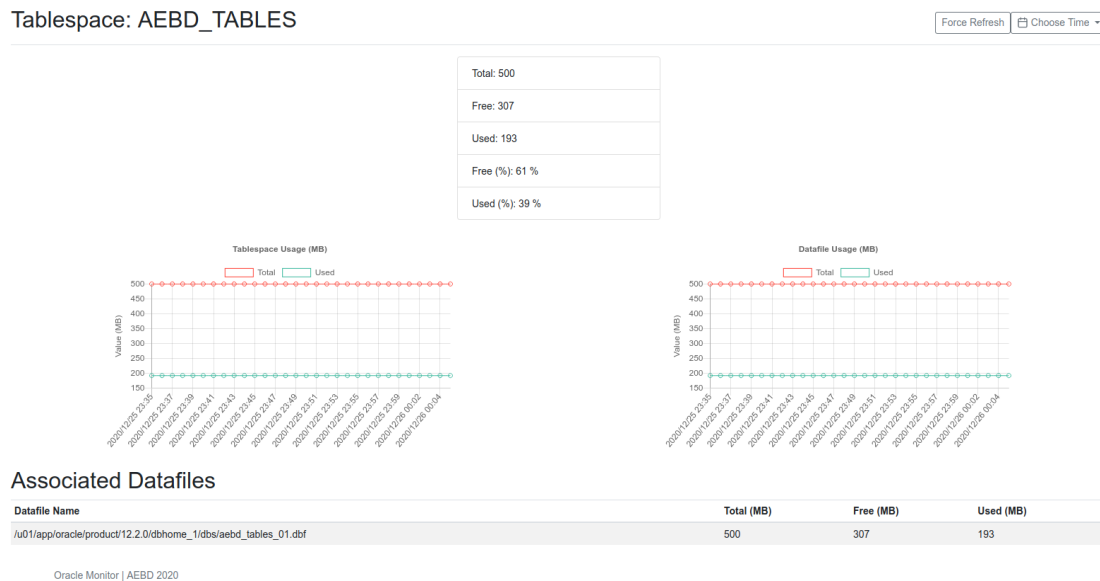 Tablespace: AEBD_TABLES
Force Refresh
Choose Time
Total: 500
Free: 307
Used: 193
Free (%): 61 %
Used (%): 39 %
Tablespace Usage (MB)
Total Used
Value (MB)
500
450
400
350
300
250
200
150
2020/12/25 23:35
2020/12/25 23:37
2020/12/25 23:39
2020/12/25 23:41
2020/12/25 23:43
2020/12/25 23:45
2020/12/25 23:47
2020/12/25 23:49
2020/12/25 23:51
2020/12/25 23:53
2020/12/25 23:55
2020/12/25 23:57
2020/12/25 23:59
2020/12/26 00:02
2020/12/26 00:04
Datafile Usage (MB)
Total Used
Value (MB)
500
450
400
350
300
250
200
150
2020/12/25 23:35
2020/12/25 23:37
2020/12/25 23:39
2020/12/25 23:41
2020/12/25 23:43
2020/12/25 23:45
2020/12/25 23:47
2020/12/25 23:49
2020/12/25 23:51
2020/12/25 23:53
2020/12/25 23:55
2020/12/25 23:57
2020/12/25 23:59
2020/12/26 00:02
2020/12/26 00:04
Associated Datafiles
Datafile Name Total (MB) Free (MB) Used (MB)
/u01/app/oracle/product/12.2.0/dbhome_1/dbs/aebd_tables_01.dbf 500 307 193
Oracle Monitor | AEBD 2020